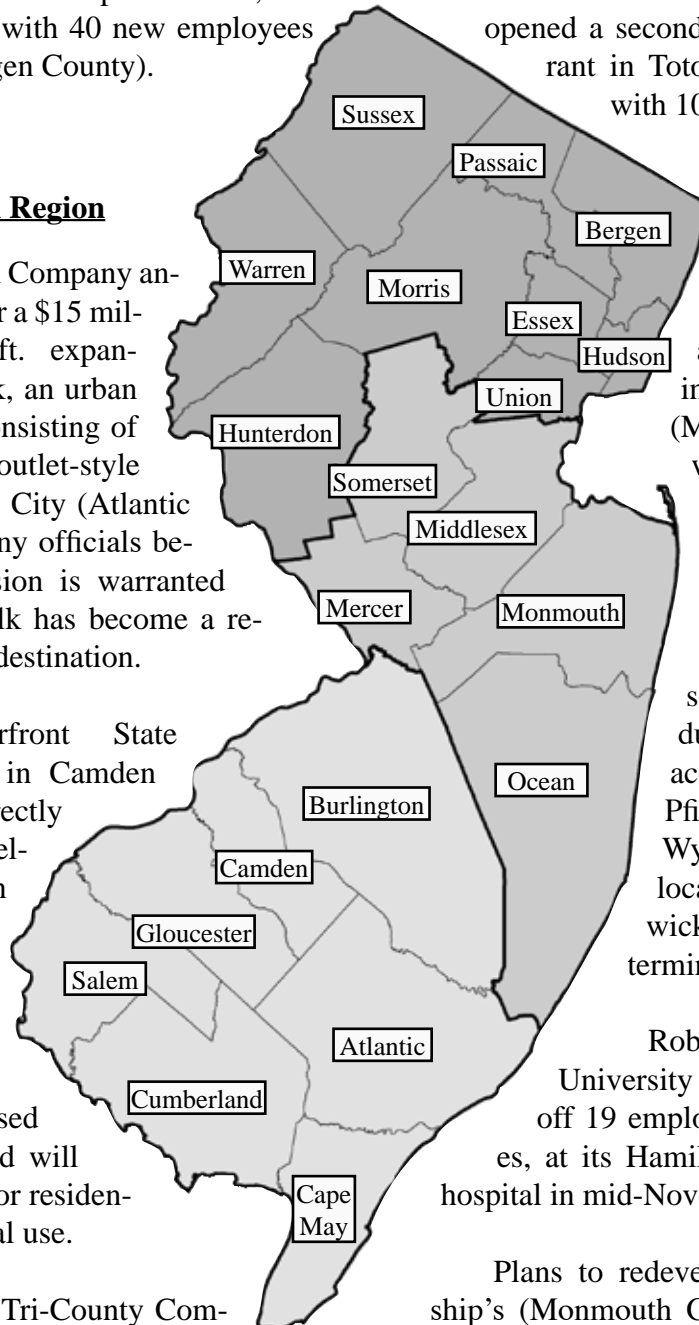 with 40 new employees
gen County).
Region
Company an-
r a $15 mil-
ft. expan-
an urban
onsisting of
outlet-style
City (Atlantic
ny officials be-
sion is warranted
lk has become a re-
destination.
rfront State
in Camden
rectly
el-
sed
d will
or residen-
al use.
Tri-County Com-
Sussex
Passaic
Bergen
Warren
Morris
Essex
Hudson
Union
Hunterdon
Somerset
Middlesex
Mercer
Monmouth
Ocean
Burlington
Camden
Gloucester
Salem
Atlantic
Cumberland
Cape
May
opened a second
rant in Toto
with 10
in
(M
w
s
du
ac
Pfi
Wy
loca
wick
termin
Rob
University
off 19 emplo
es, at its Hamil
hospital in mid-Nov
Plans to redeve
ship's (Monmouth C